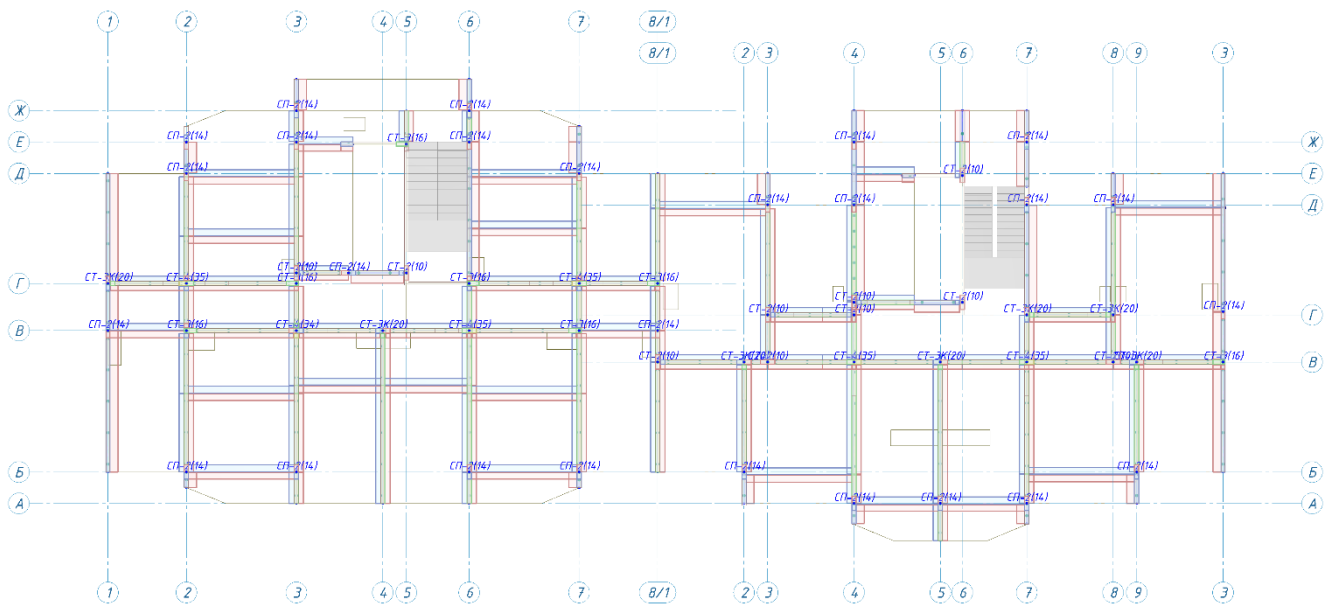 1 2 3 4 5 6 7 8/1
8/1 2 3 4 5 6 7 8 9 3
Ж СП-2(14) СП-2(14)
Е СП-2(14) СП-2(14) СТ-3(16) СП-2(14) СП-2(14) СП-2(14) Ж
Д СП-2(14) СП-2(14) СТ-2(10) Е
СП-2(14) СП-2(14) СП-2(14) СП-2(14) Д
СТ-2(10) СП-2(14) СТ-2(10)
Г СТ-3К(20) СТ-4(35) СТ-3(16) СТ-3(16) СТ-4(35) СТ-3(16)
СТ-2(10) СТ-2(10)
СТ-2(10) СТ-2(10) СТ-3К(20) СТ-3К(20) СП-2(14) Г
В СП-2(14) СТ-3(16) СТ-4(34) СТ-3К(20) СТ-4(35) СТ-3(16) СП-2(14)
СТ-2(10) СТ-4(35) СТ-3К(20) СТ-4(35) СТ-3(16) В
Б СП-2(14) СП-2(14) СП-2(14) СП-2(14) СП-2(14) СП-2(14) Б
А СП-2(14) СП-2(14) СП-2(14) А
1 2 3 4 5 6 7 8/1 2 3 4 5 6 7 8 9 3